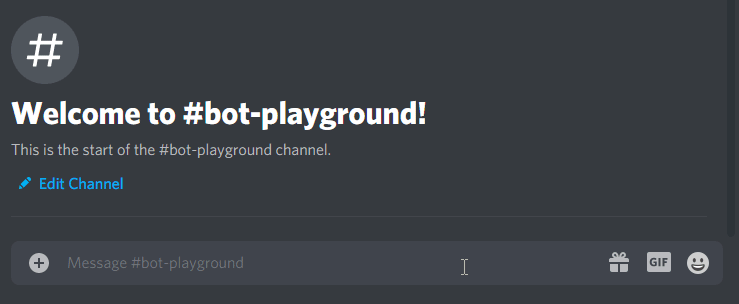 #
Welcome to #bot-playground!
This is the start of the #bot-playground channel.
Edit Channel
Message #bot-playground
GIF